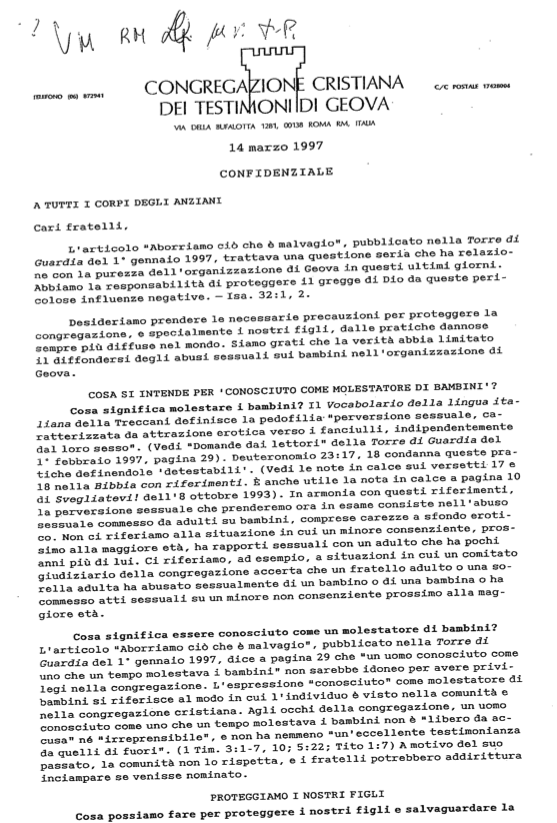 ? VM RM
CONGREGAZIONE CRISTIANA
DEI TESTIMONI DI GEOVA
TELEFONO (06) 872941
C/C POSTALE 17428004
VIA DELLA BUFALOTTA 1281, 00138 ROMA RM, ITALIA
14 marzo 1997
CONFIDENZIALE
A TUTTI I CORPI DEGLI ANZIANI
Cari fratelli,
L'articolo "Aborriamo ciò che è malvagio", pubblicato nella Torre di
Guardia del 1° gennaio 1997, trattava una questione seria che ha relazio-
ne con la purezza dell'organizzazione di Geova in questi ultimi giorni.
Abbiamo la responsabilità di proteggere il gregge di Dio da queste peri-
colose influenze negative. — Isa. 32:1, 2.
Desideriamo prendere le necessarie precauzioni per proteggere la
congregazione, e specialmente i nostri figli, dalle pratiche dannose
sempre più diffuse nel mondo. Siamo grati che la verità abbia limitato
il diffondersi degli abusi sessuali sui bambini nell'organizzazione di
Geova.
COSA SI INTENDE PER 'CONOSCIUTO COME MOLESTATORE DI BAMBINI'?
Cosa significa molestare i bambini? Il Vocabolario della lingua ita-
liana della Treccani definisce la pedofilia "perversione sessuale, ca-
ratterizzata da attrazione erotica verso i fanciulli, indipendentemente
dal loro sesso". (Vedi "Domande dai lettori" della Torre di Guardia del
1° febbraio 1997, pagina 29). Deuteronomio 23:17, 18 condanna queste pra-
tiche definendole 'detestabili'. (Vedi le note in calce sui versetti 17 e
18 nella Bibbia con riferimenti. È anche utile la nota in calce a pagina 10
di Svegliatevi! dell'8 ottobre 1993). In armonia con questi riferimenti,
la perversione sessuale che prenderemo ora in esame consiste nell'abuso
sessuale commesso da adulti su bambini, comprese carezze a sfondo eroti-
co. Non ci riferiamo alla situazione in cui un minore consenziente, pros-
simo alla maggiore età, ha rapporti sessuali con un adulto che ha pochi
anni più di lui. Ci riferiamo, ad esempio, a situazioni in cui un comitato
giudiziario della congregazione accerta che un fratello adulto o una so-
rella adulta ha abusato sessualmente di un bambino o di una bambina o ha
commesso atti sessuali su un minore non consenziente prossimo alla mag-
giore età.
Cosa significa essere conosciuto come un molestatore di bambini?
L'articolo "Aborriamo ciò che è malvagio", pubblicato nella Torre di
Guardia del 1° gennaio 1997, dice a pagina 29 che "un uomo conosciuto come
uno che un tempo molestava i bambini" non sarebbe idoneo per avere privi-
legi nella congregazione. L'espressione "conosciuto" come molestatore di
bambini si riferisce al modo in cui l'individuo è visto nella comunità e
nella congregazione cristiana. Agli occhi della congregazione, un uomo
conosciuto come uno che un tempo molestava i bambini non è "libero da ac-
cusa" né "irreprensibile", e non ha nemmeno "un'eccellente testimonianza
da quelli di fuori". (1 Tim. 3:1-7, 10; 5:22; Tito 1:7) A motivo del suo
passato, la comunità non lo rispetta, e i fratelli potrebbero addirittura
inciampare se venisse nominato.
PROTEGGIAMO I NOSTRI FIGLI
Cosa possiamo fare per proteggere i nostri figli e salvaguardare la